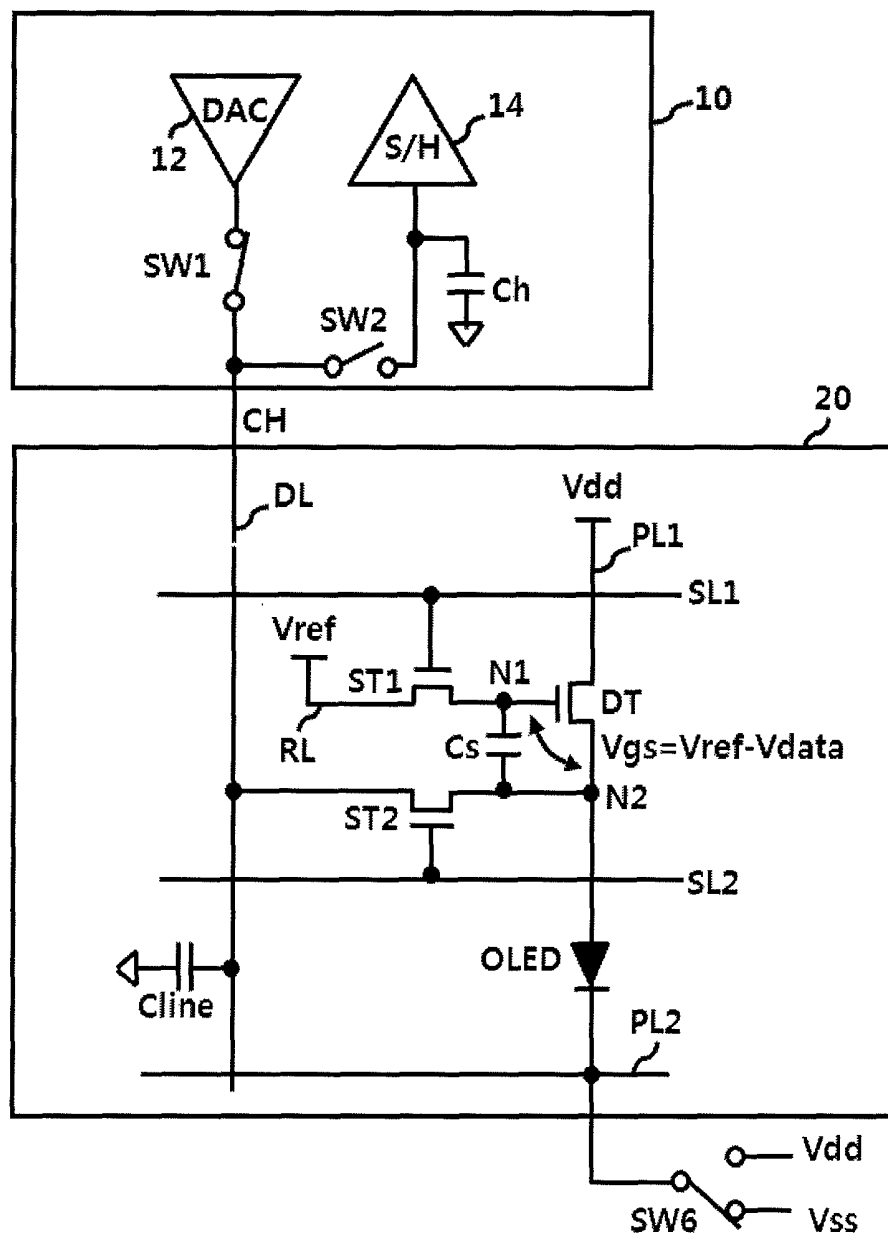 DAC
12
S/H
14
10
SW1
SW2
Ch
CH
20
DL
Vdd
PL1
SL1
Vref
ST1
N1
DT
RL
Cs
Vgs=Vref-Vdata
ST2
N2
SL2
OLED
Cline
PL2
Vdd
SW6
Vss